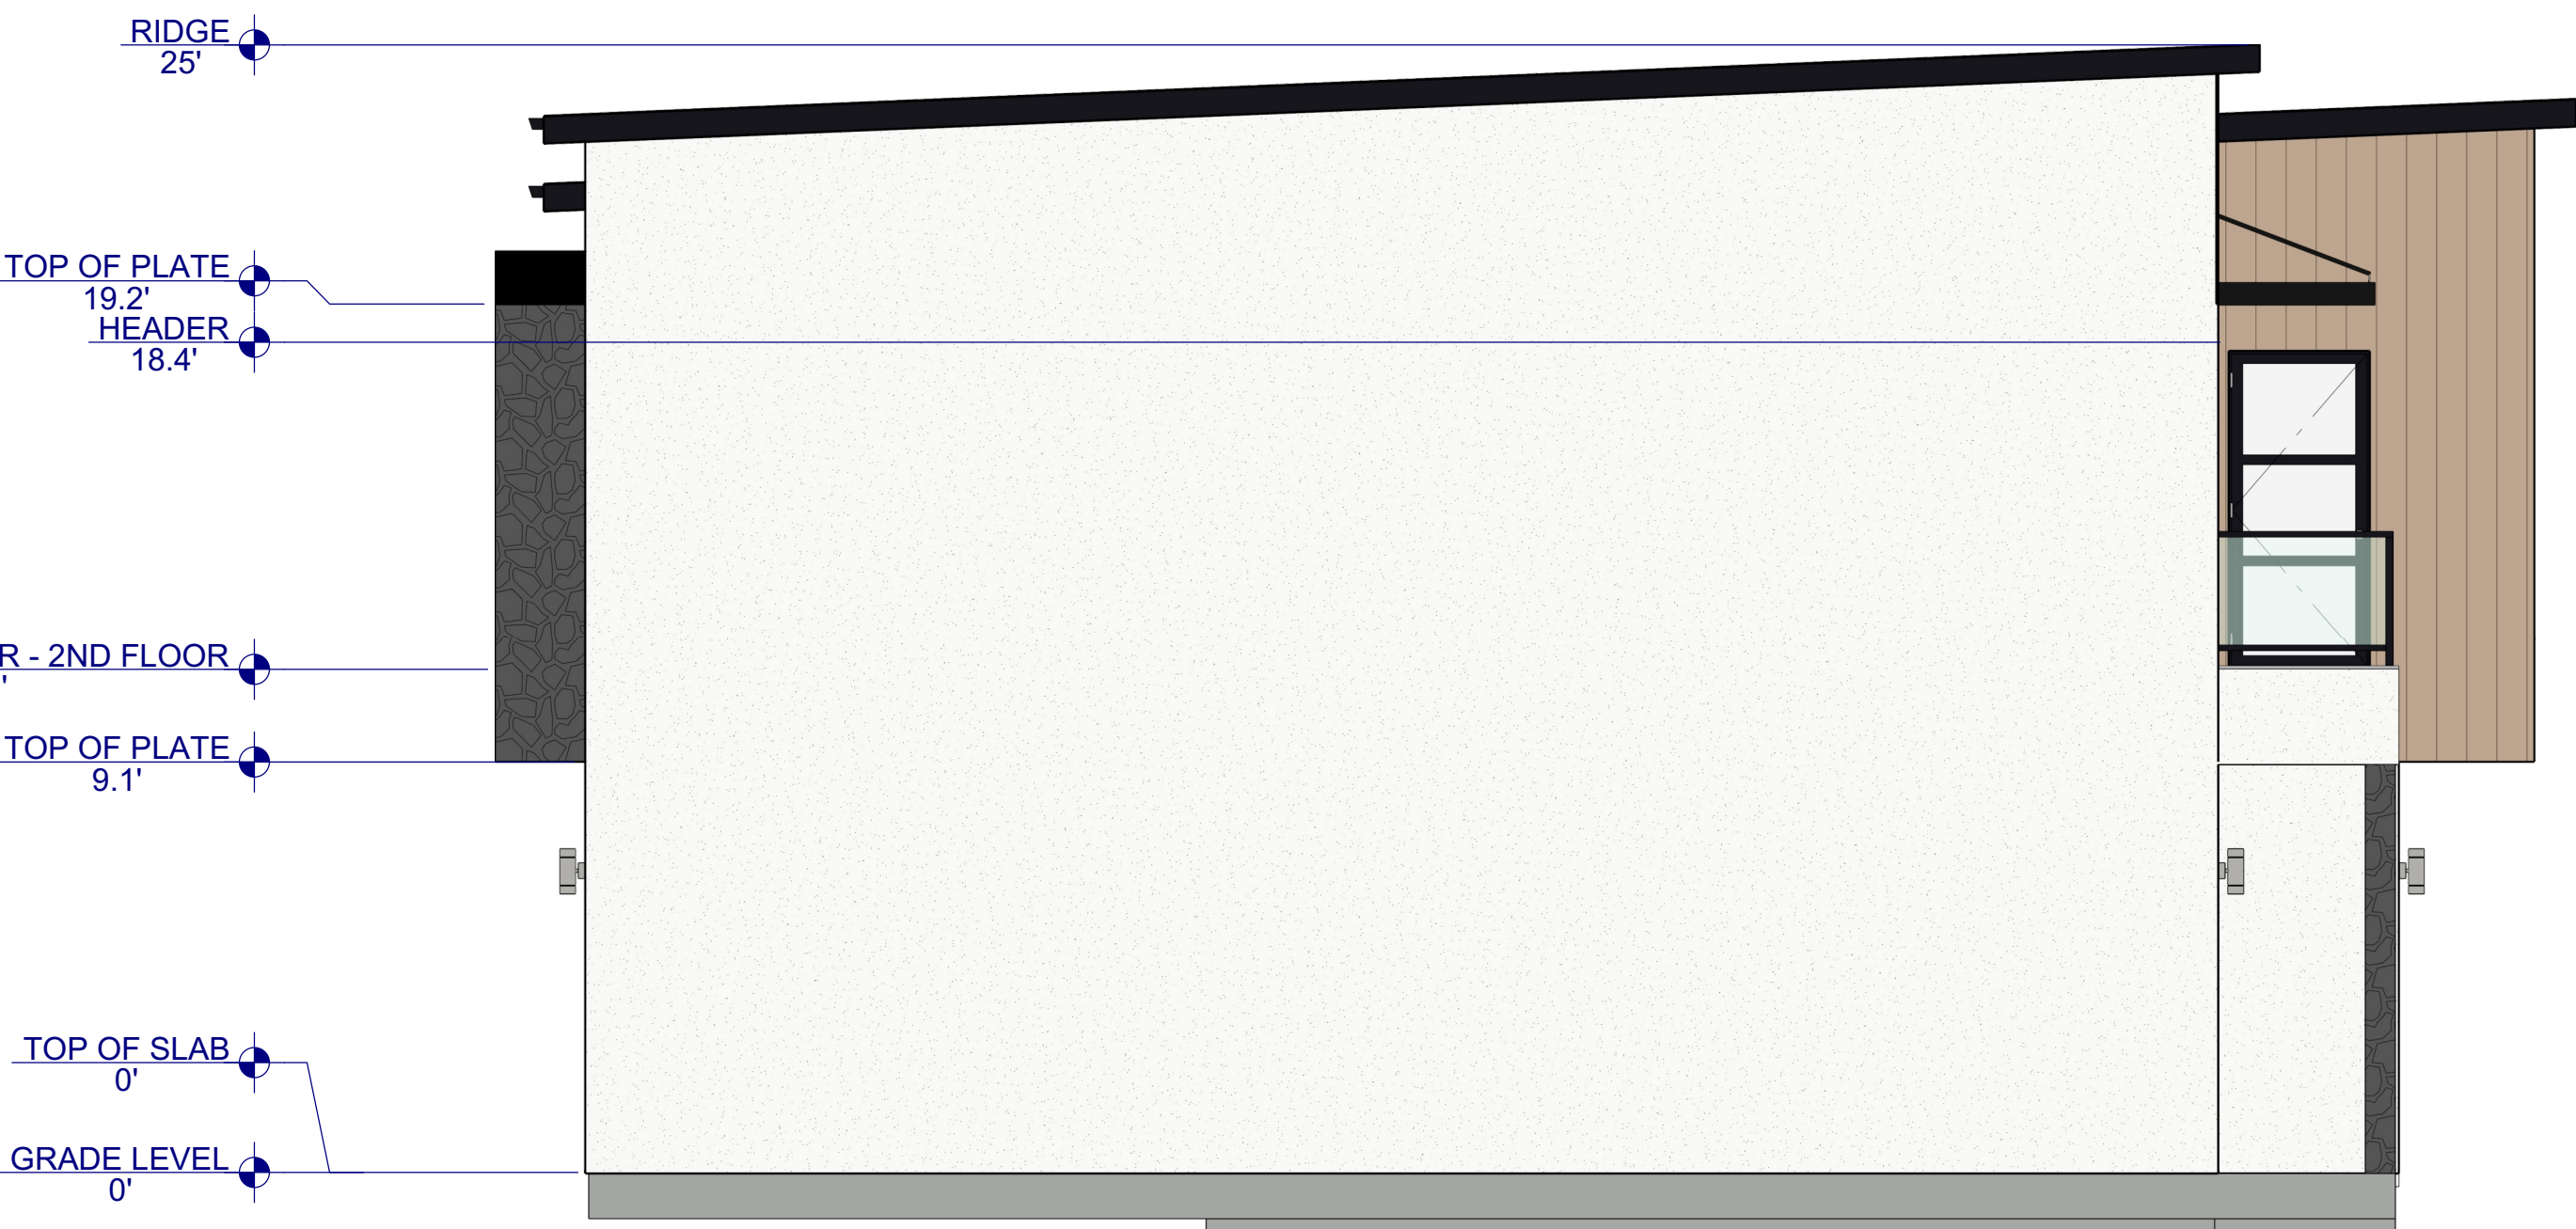 RIDGE
25'
TOP OF PLATE
19.2'
HEADER
18.4'
R - 2ND FLOOR
'
TOP OF PLATE
9.1'
TOP OF SLAB
0'
GRADE LEVEL
0'